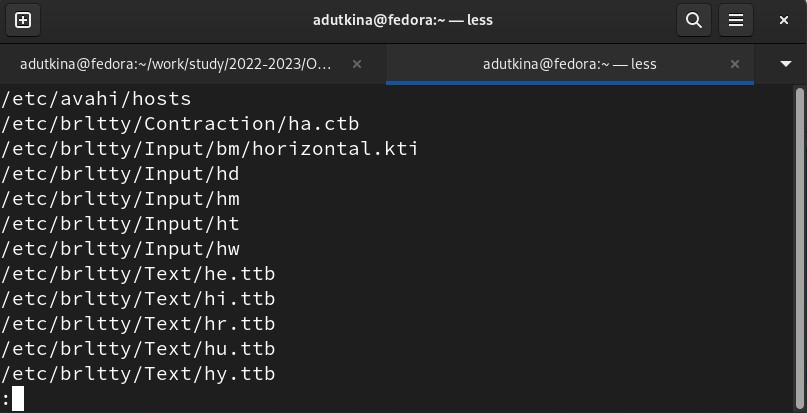 adutkina@fedora:~ — less
adutkina@fedora:~/work/study/2022-2023/O...
adutkina@fedora:~ — less
/etc/avahi/hosts
/etc/brltty/Contraction/ha.ctb
/etc/brltty/Input/bm/horizontal.kti
/etc/brltty/Input/hd
/etc/brltty/Input/hm
/etc/brltty/Input/ht
/etc/brltty/Input/hw
/etc/brltty/Text/he.ttb
/etc/brltty/Text/hi.ttb
/etc/brltty/Text/hr.ttb
/etc/brltty/Text/hu.ttb
/etc/brltty/Text/hy.ttb
: